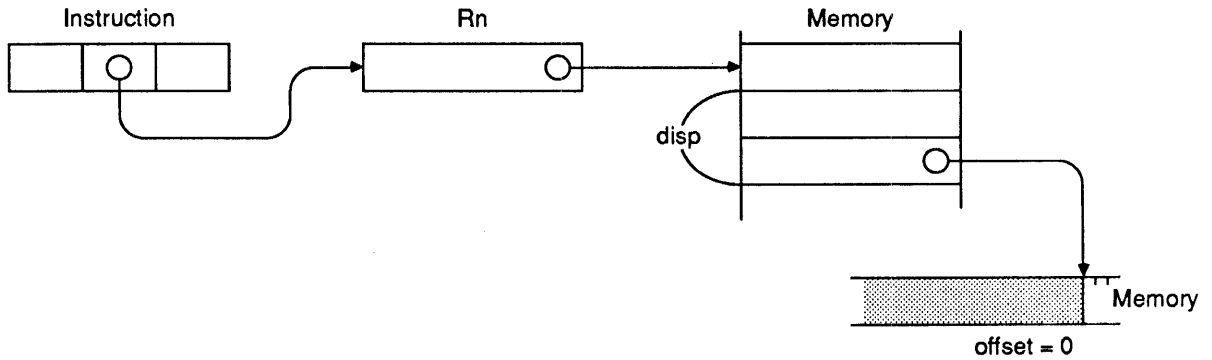 Instruction
Rn
Memory
disp
Memory
offset = 0